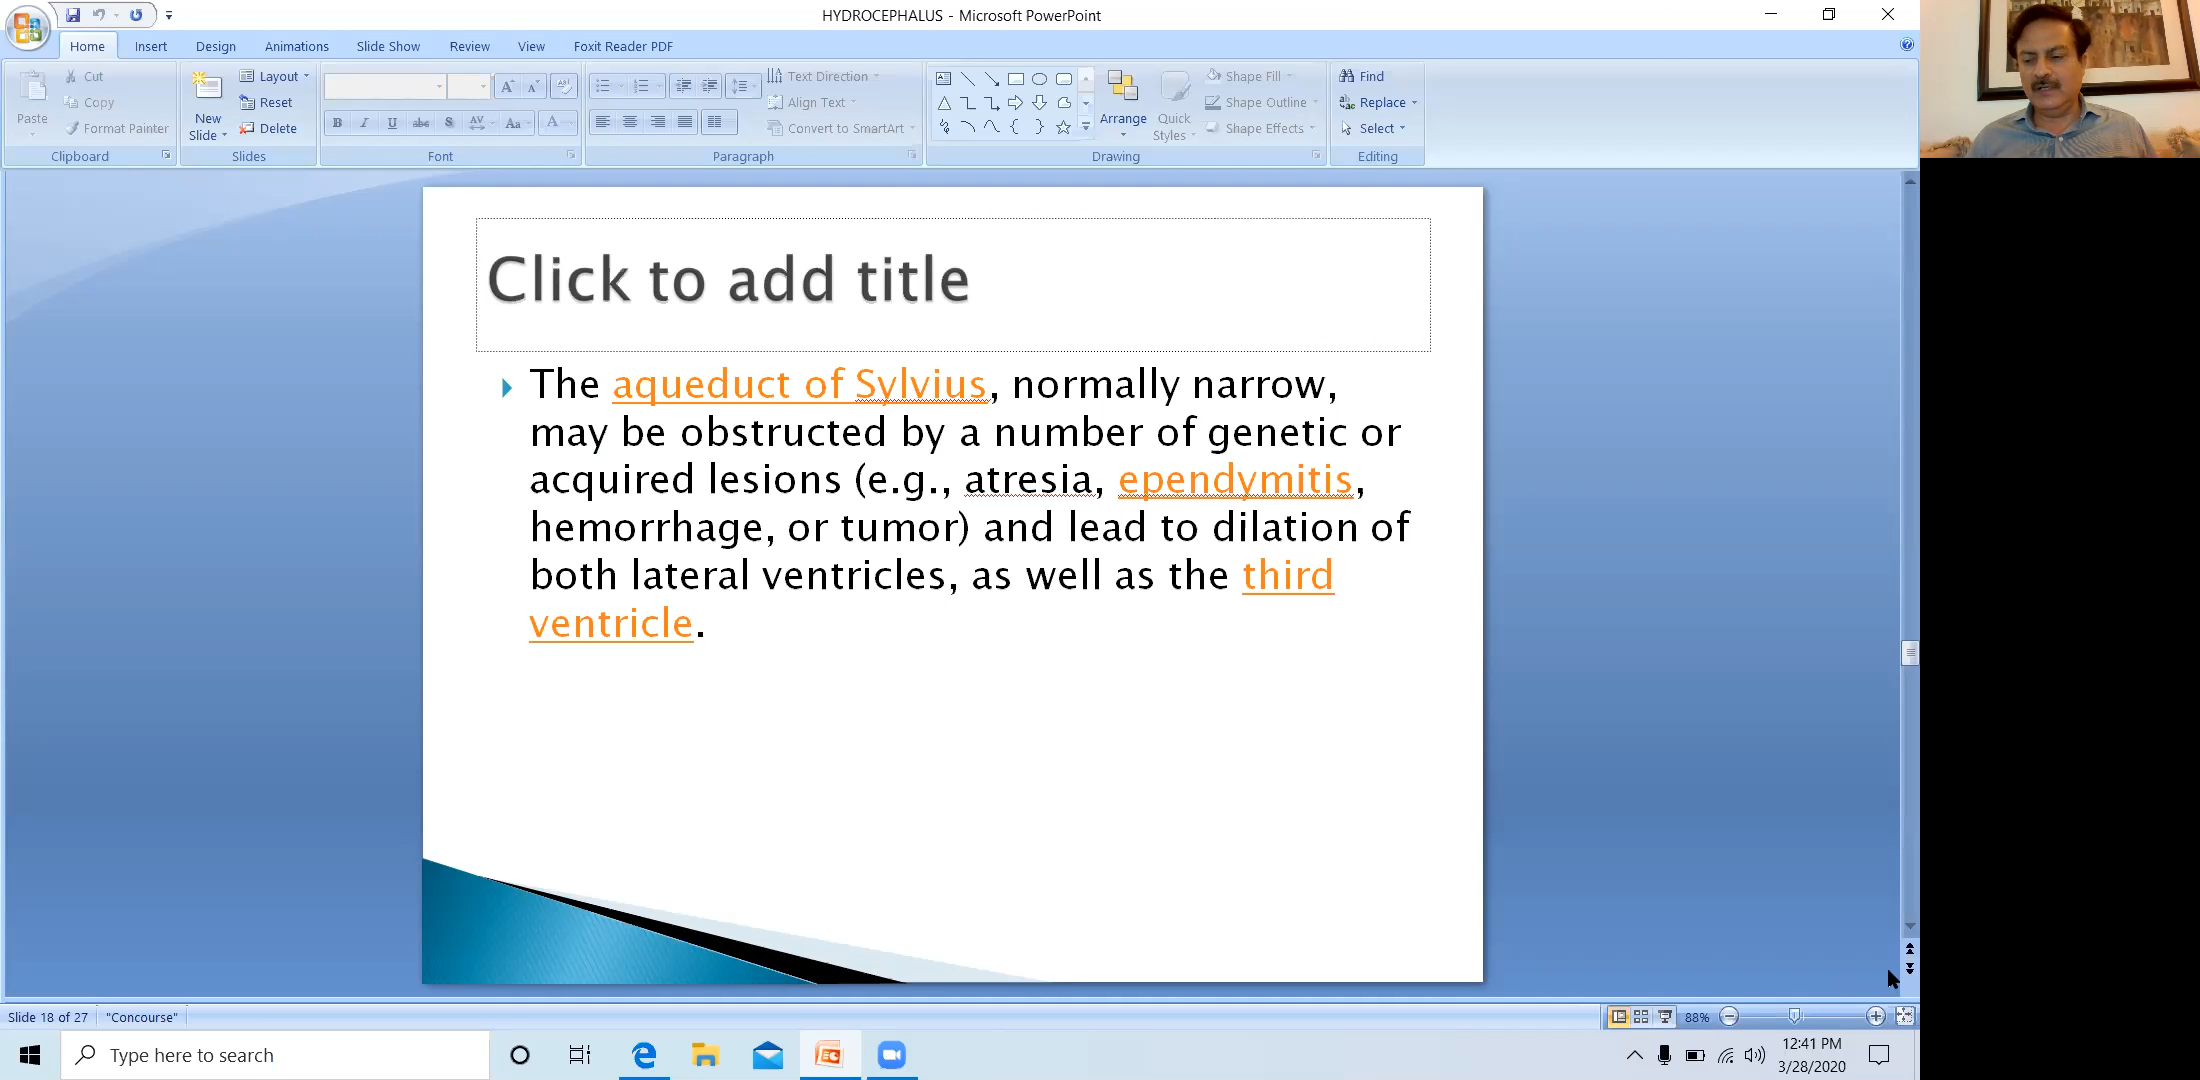 HYDROCEPHALUS - Microsoft PowerPoint
Home Insert Design Animations Slide Show Review View Foxit Reader PDF
Paste
Cut
Copy
Format Painter
Clipboard
New
Slide
Layout
Reset
Delete
Slides
Font
Text Direction
Align Text
Convert to SmartArt
Paragraph
Arrange
Quick
Styles
Shape Fill
Shape Outline
Shape Effects
Drawing
Find
Replace
Select
Editing
Click to add title
The aqueduct of Sylvius, normally narrow,
may be obstructed by a number of genetic or
acquired lesions (e.g., atresia, ependymitis,
hemorrhage, or tumor) and lead to dilation of
both lateral ventricles, as well as the third
ventricle.
Slide 18 of 27 "Concourse" 88%
Type here to search
12:41 PM
3/28/2020